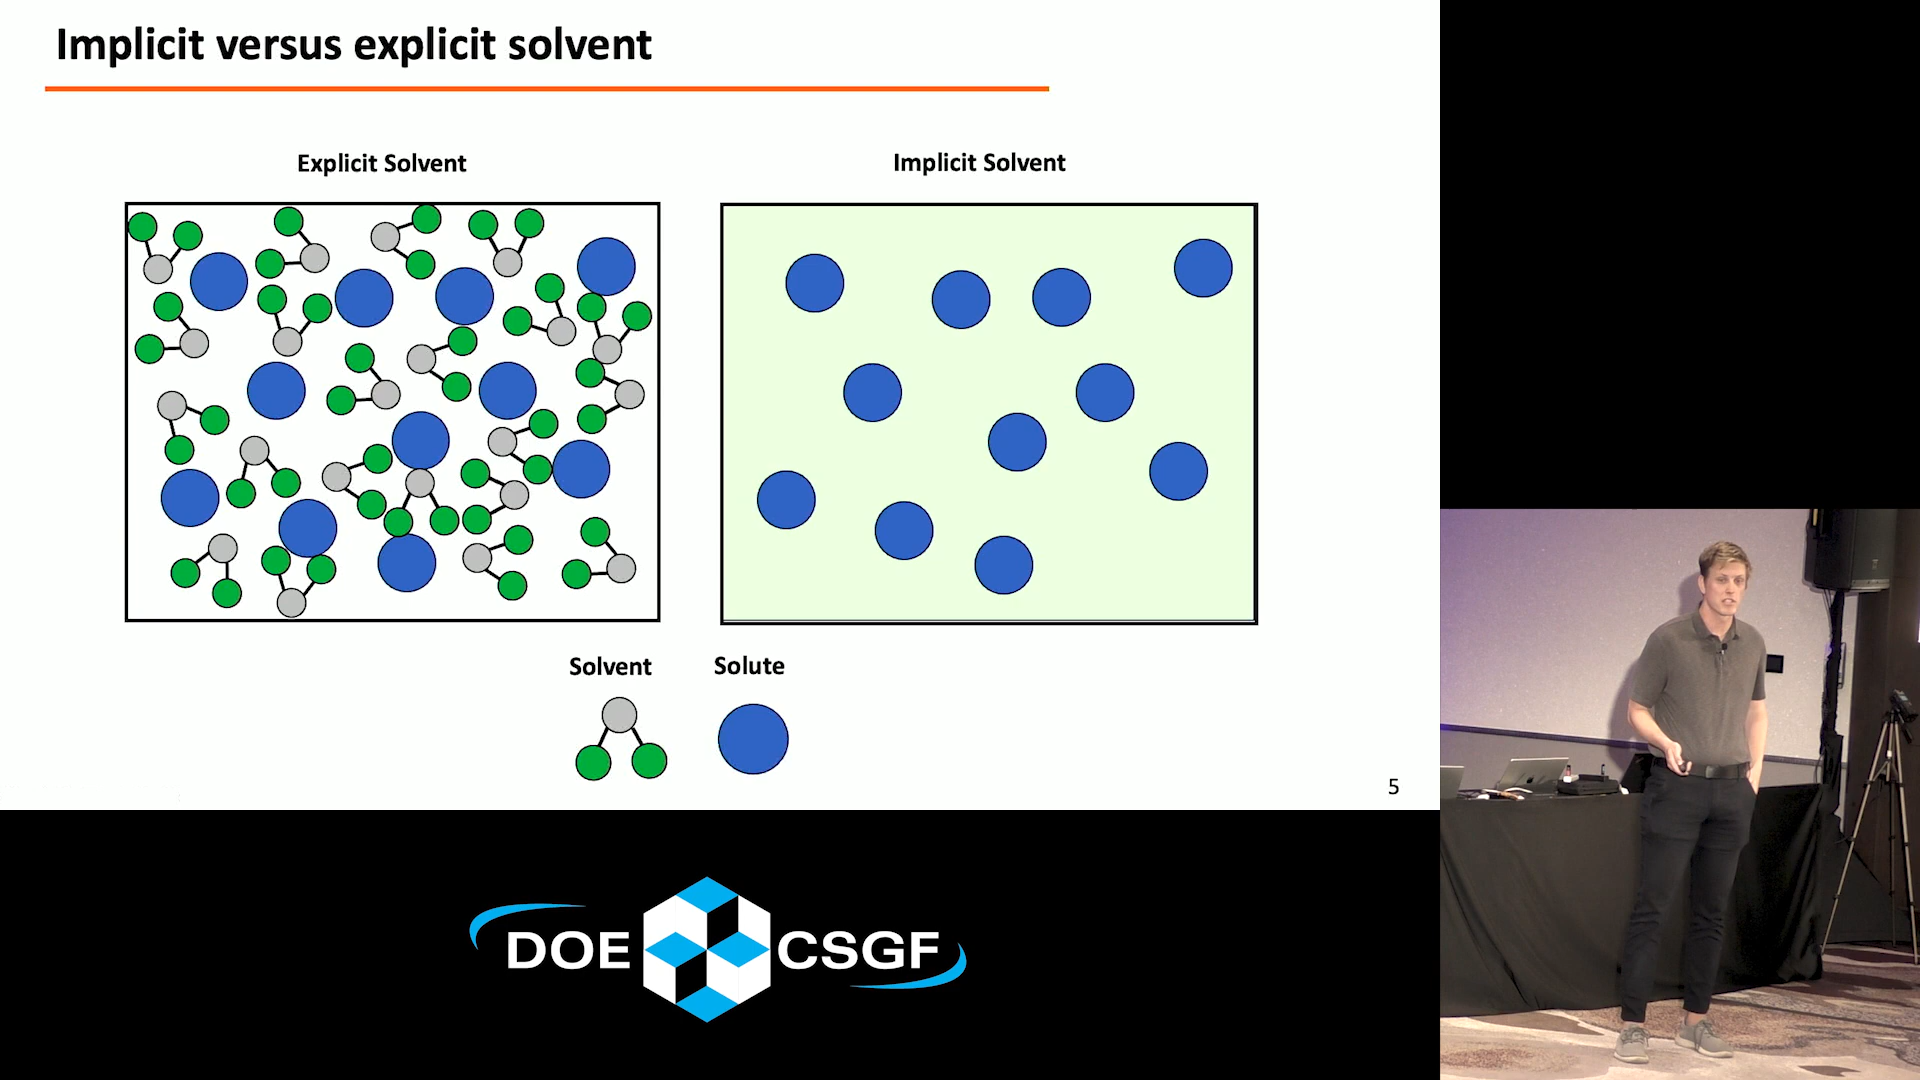 Implicit versus explicit solvent
Explicit Solvent
Implicit Solvent
Solvent
Solute
5
DOE CSGF